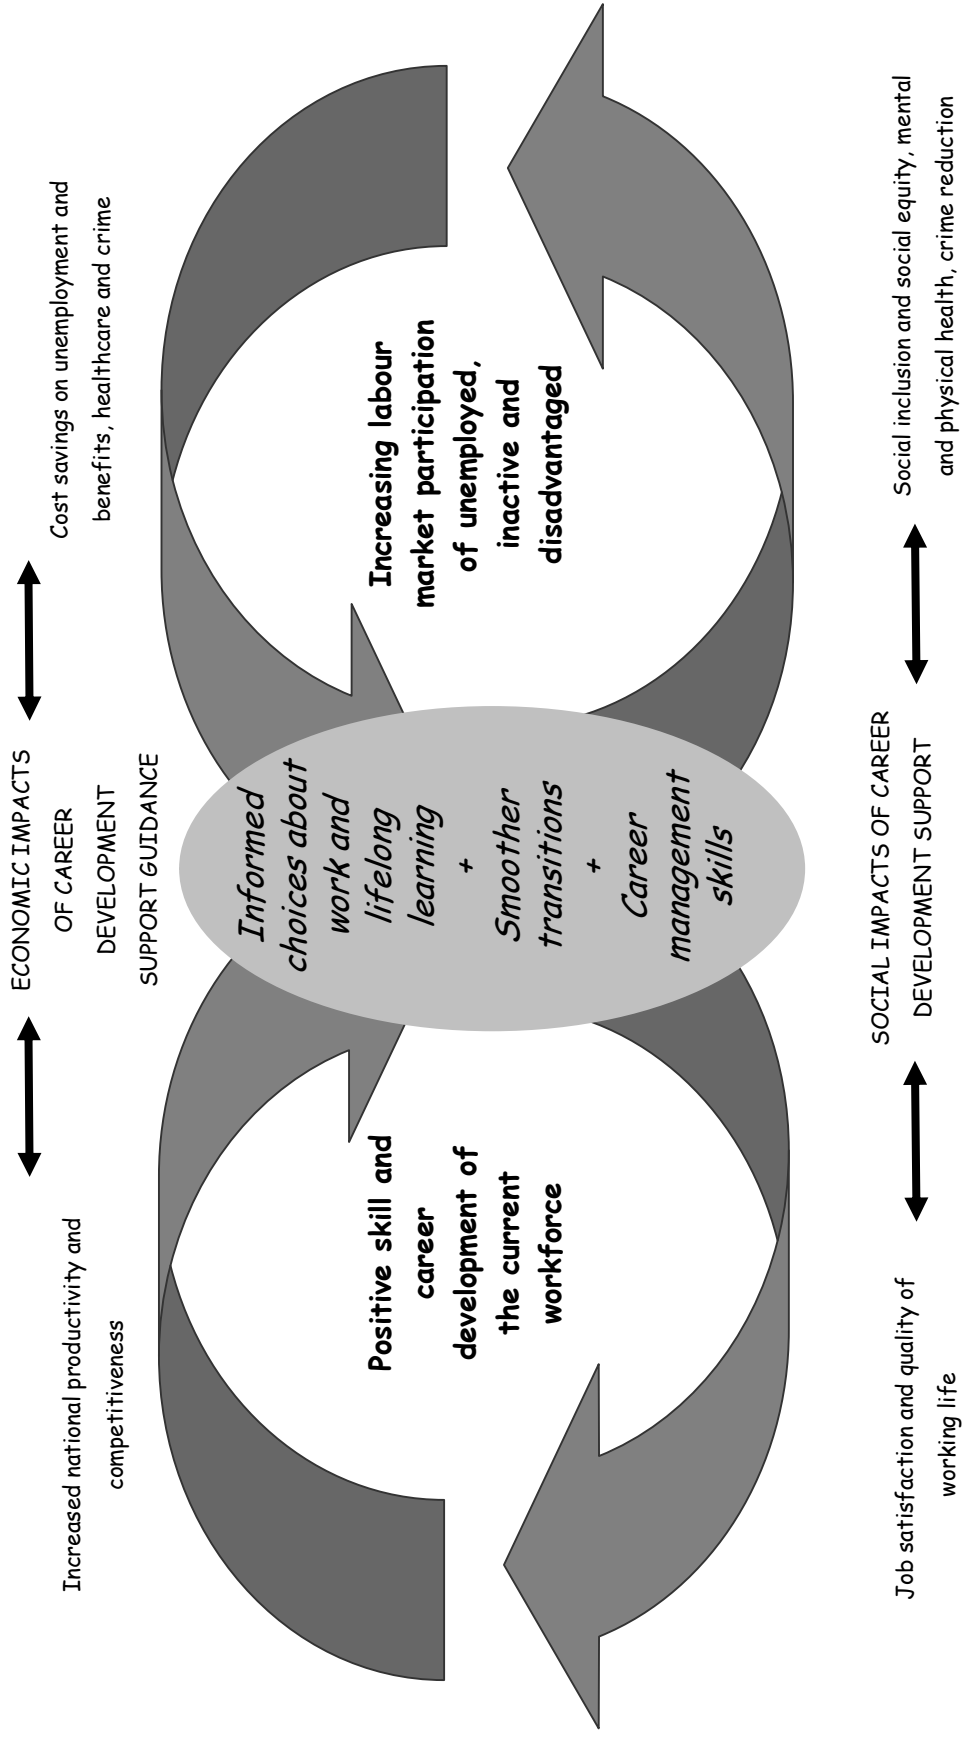 Increased national productivity and
competitiveness
ECONOMIC IMPACTS
OF CAREER
DEVELOPMENT
SUPPORT GUIDANCE
Cost savings on unemployment and
benefits, healthcare and crime
Positive skill and
career
development of
the current
workforce
Informed
choices about
work and
lifelong
learning
+
Smoother
transitions
+
Career
management
skills
Increasing labour
market participation
of unemployed,
inactive and
disadvantaged
Job satisfaction and quality of
working life
SOCIAL IMPACTS OF CAREER
DEVELOPMENT SUPPORT
Social inclusion and social equity, mental
and physical health, crime reduction